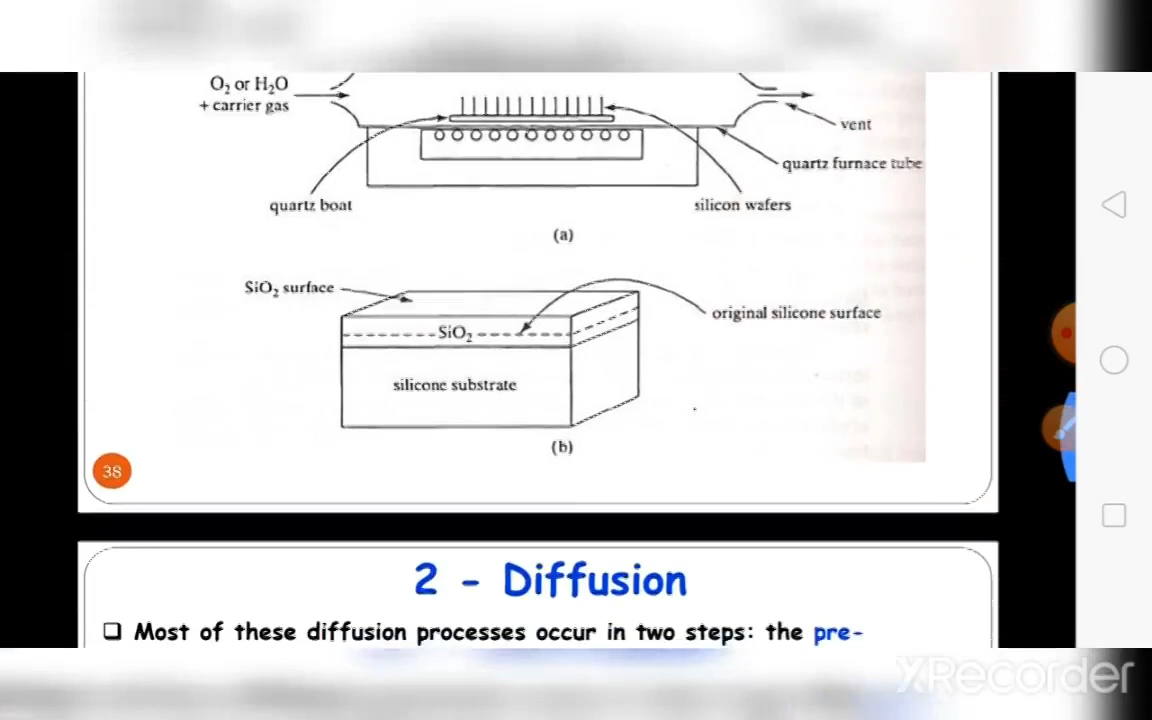 O₂ or H₂O
+ carrier gas
vent
quartz furnace tube
quartz boat
silicon wafers
(a)
SiO₂ surface
original silicone surface
SiO₂
silicone substrate
(b)
38
2 - Diffusion
❑ Most of these diffusion processes occur in two steps: the pre-
XRecorder